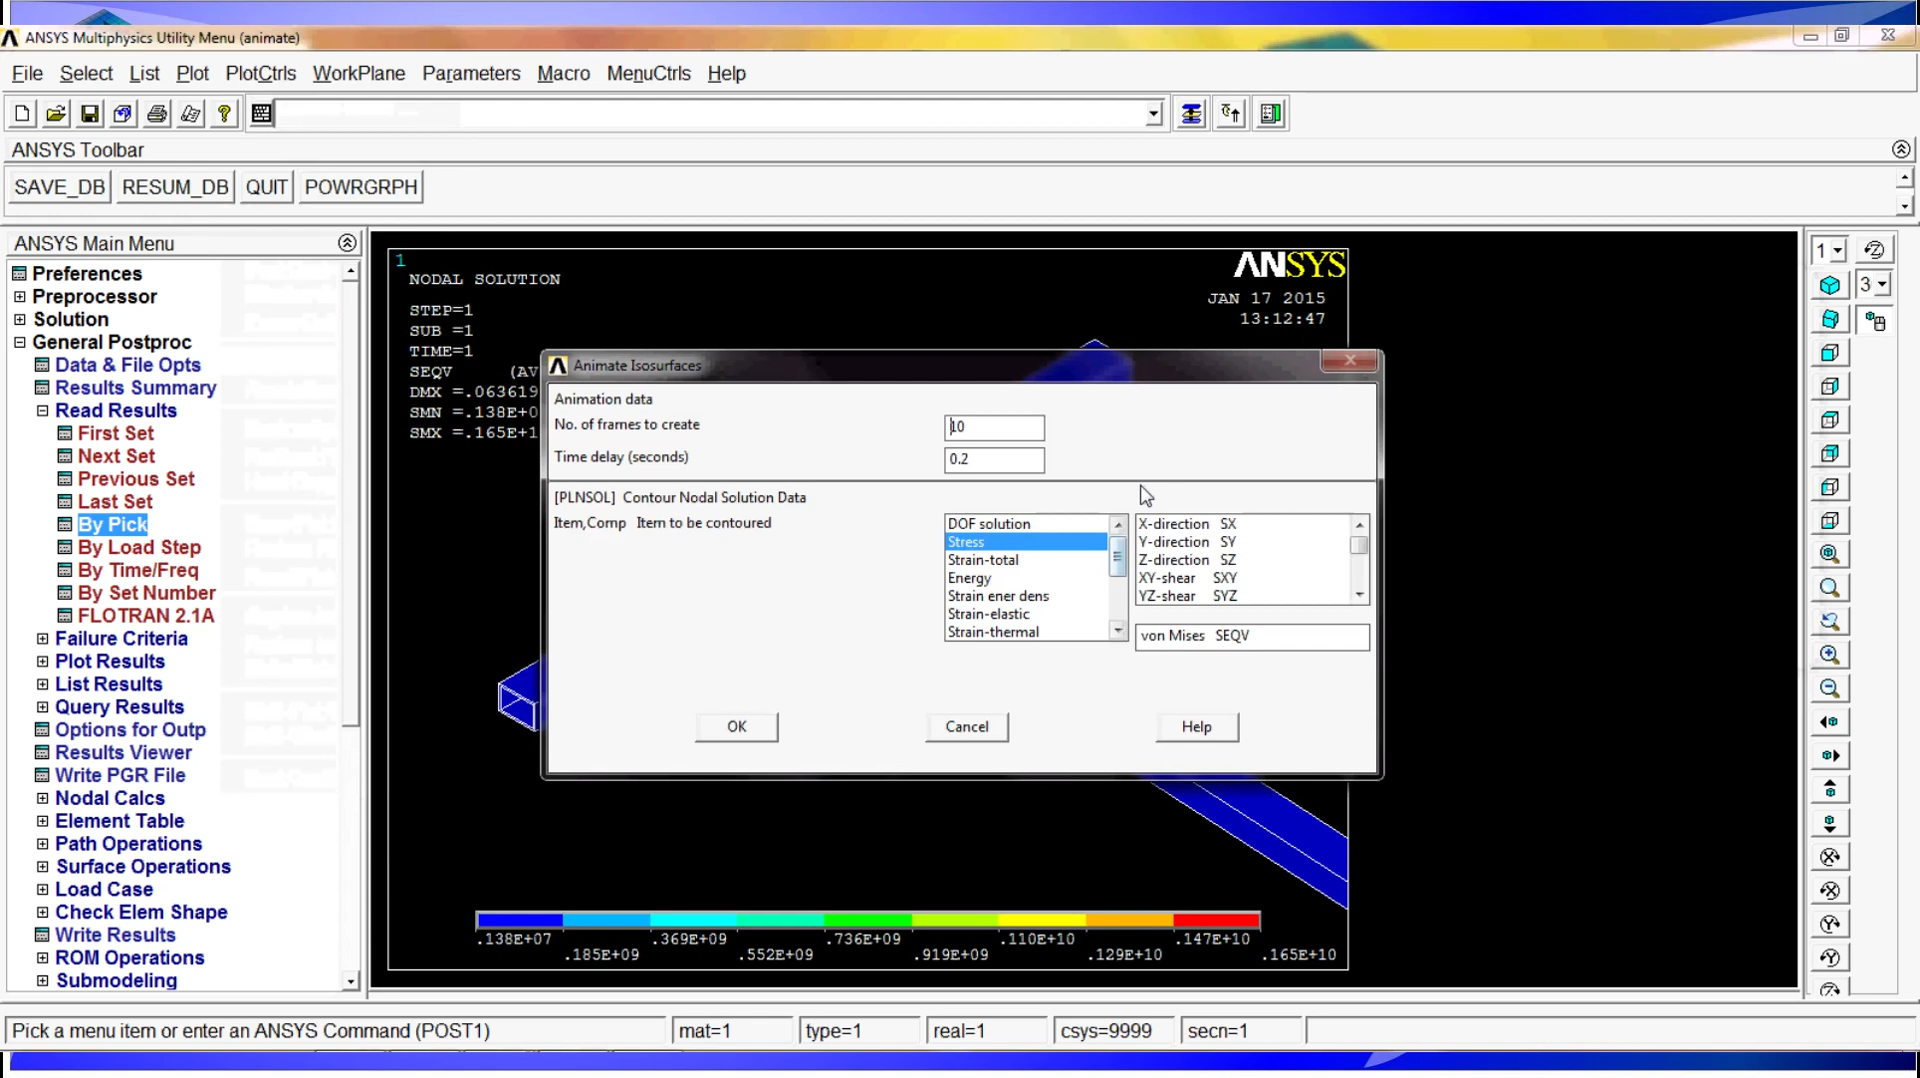 ANSYS Multiphysics Utility Menu (animate)
File Select List Plot PlotCtrls WorkPlane Parameters Macro MenuCtrls Help
ANSYS Toolbar
SAVE_DB RESUM_DB QUIT POWRGRPH
ANSYS Main Menu
Preferences
Preprocessor
Solution
General Postproc
Data & File Opts
Results Summary
Read Results
First Set
Next Set
Previous Set
Last Set
By Pick
By Load Step
By Time/Freq
By Set Number
FLOTRAN 2.1A
Failure Criteria
Plot Results
List Results
Query Results
Options for Outp
Results Viewer
Write PGR File
Nodal Calcs
Element Table
Path Operations
Surface Operations
Load Case
Check Elem Shape
Write Results
ROM Operations
Submodeling
1
NODAL SOLUTION
STEP=1
SUB =1
TIME=1
SEQV (AV
DMX =.063619
SMN =.138E+0
SMX =.165E+1
ANSYS
JAN 17 2015
13:12:47
Animate Isosurfaces
Animation data
No. of frames to create 10
Time delay (seconds) 0.2
[PLNSOL] Contour Nodal Solution Data
Item,Comp Item to be contoured
DOF solution
Stress
Strain-total
Energy
Strain ener dens
Strain-elastic
Strain-thermal
X-direction SX
Y-direction SY
Z-direction SZ
XY-shear SXY
YZ-shear SYZ
von Mises SEQV
OK Cancel Help
.138E+07 .369E+09 .736E+09 .110E+10 .147E+10
.185E+09 .552E+09 .919E+09 .129E+10 .165E+10
1
3
Pick a menu item or enter an ANSYS Command (POST1) mat=1 type=1 real=1 csys=9999 secn=1